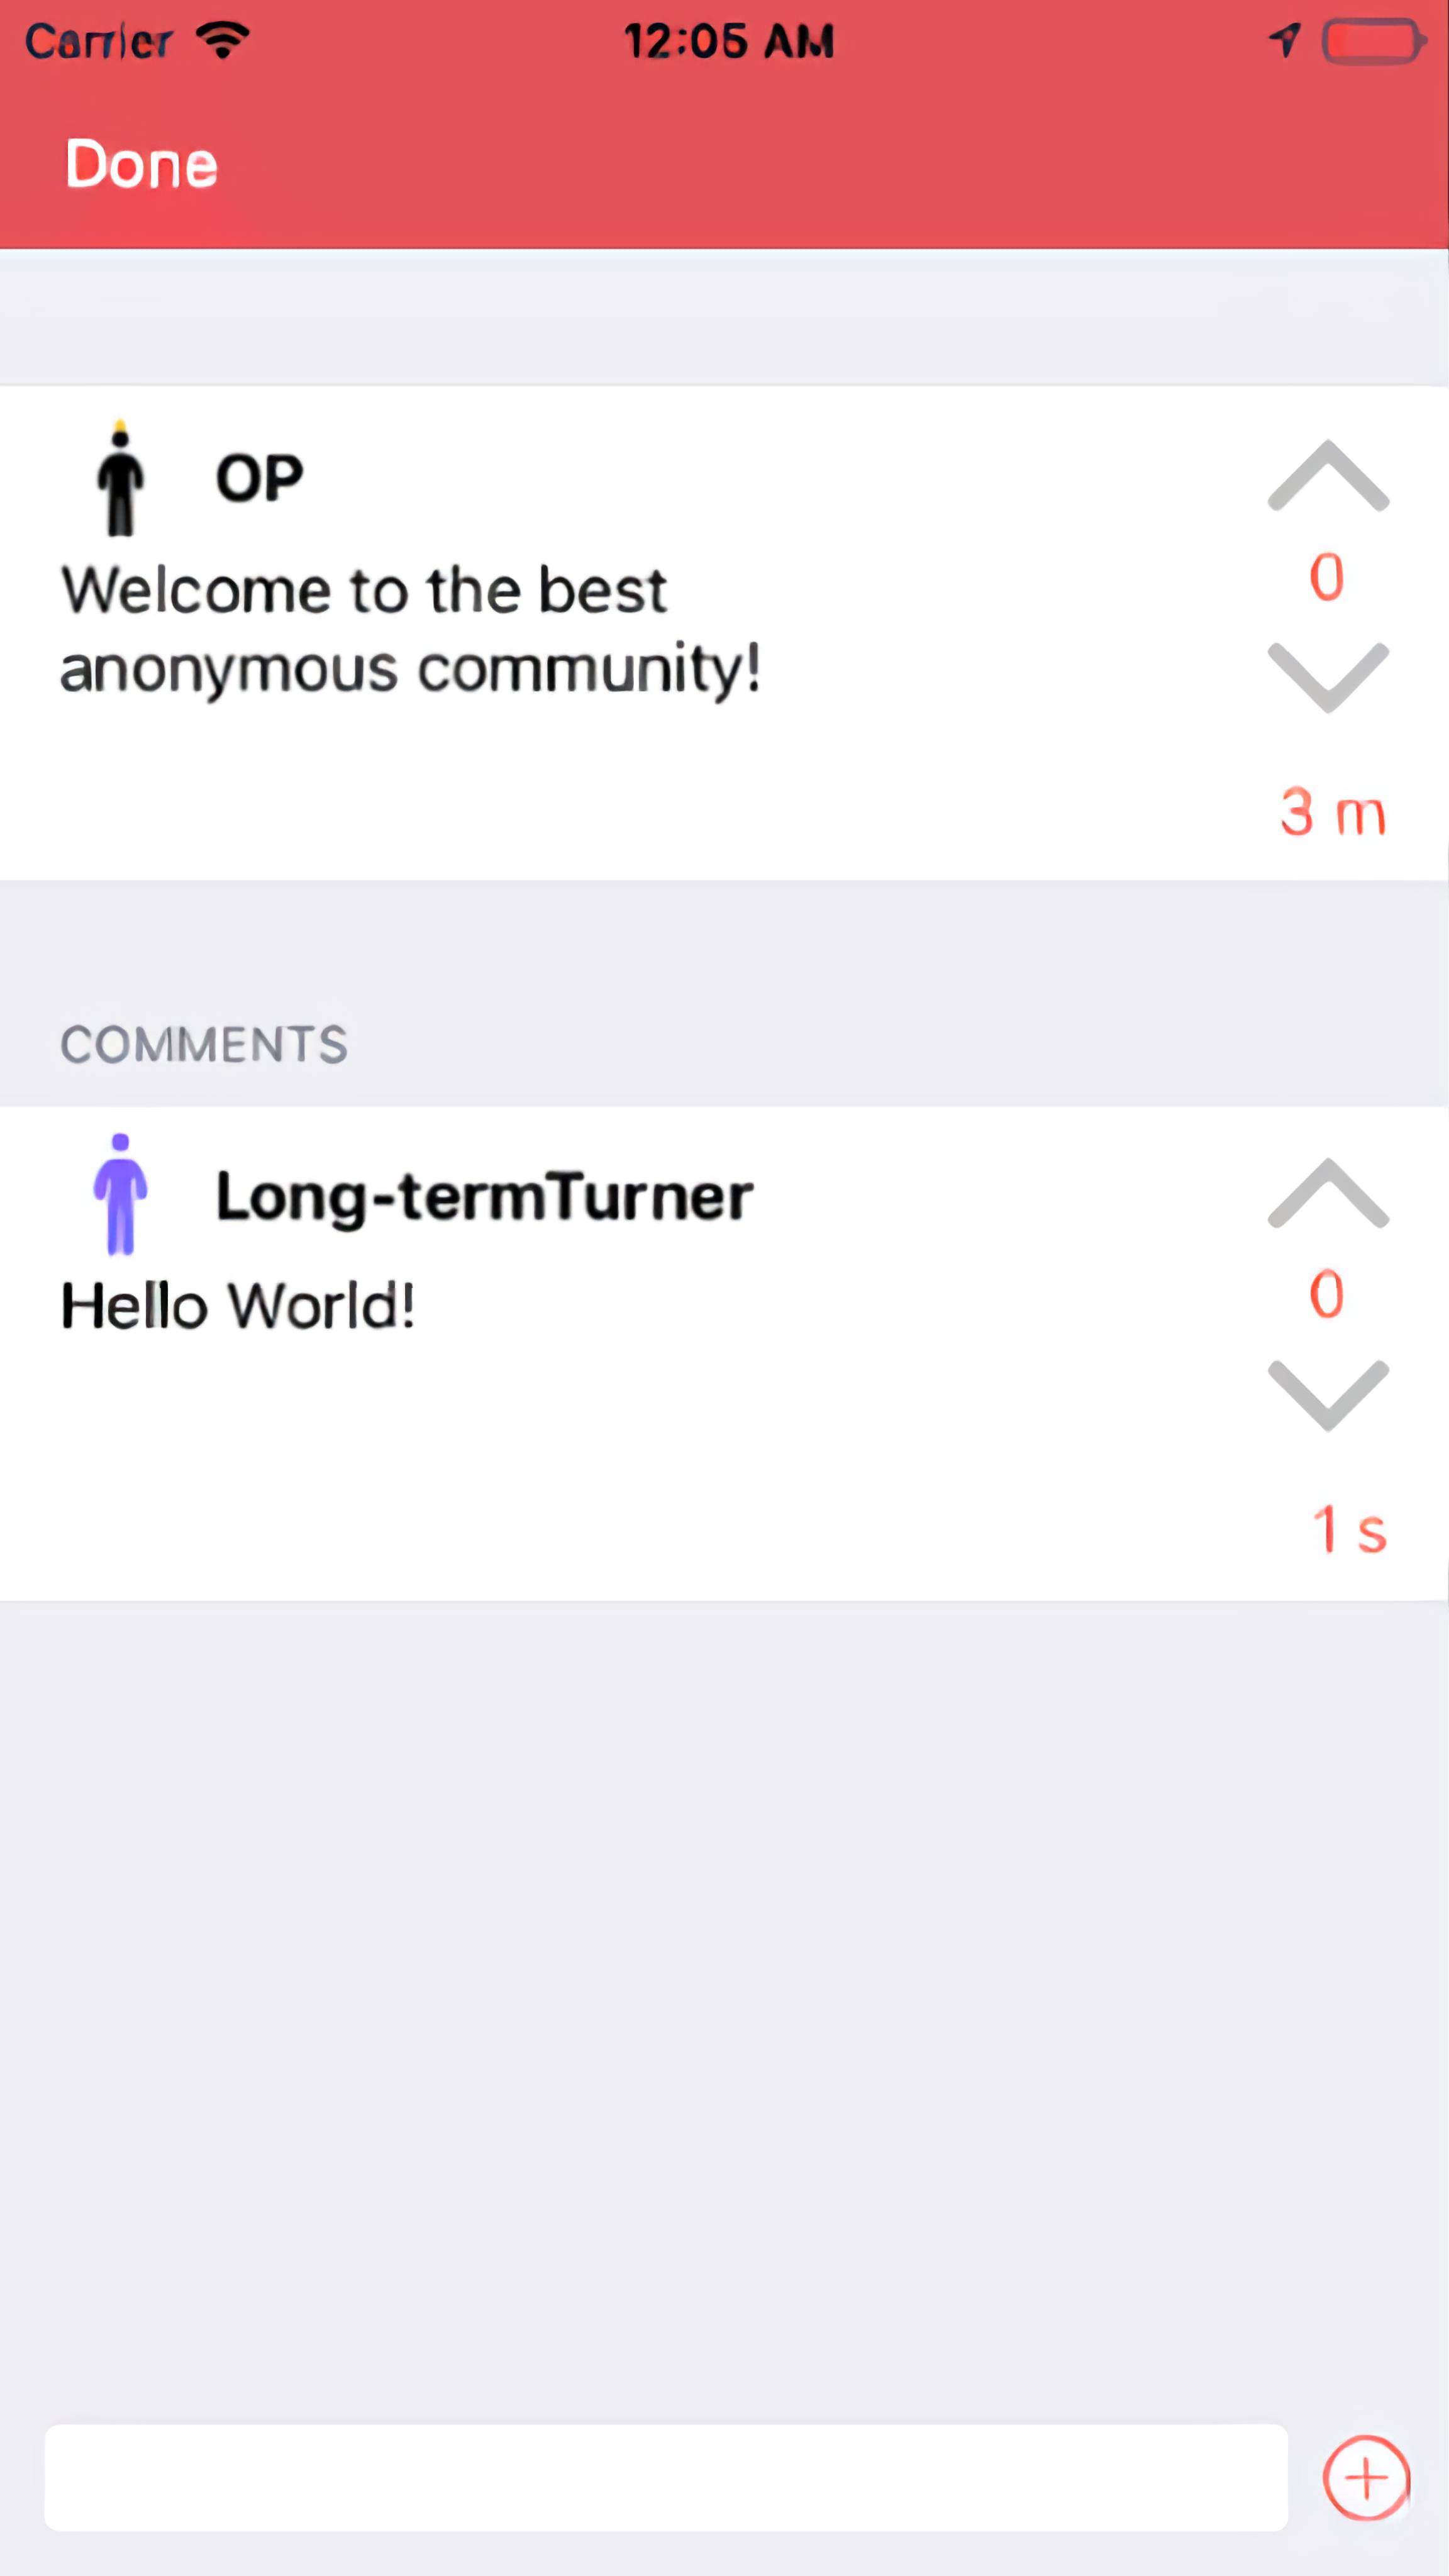 Carrier 12:05 AM
Done
OP
Welcome to the best
0
anonymous community!
3 m
COMMENTS
Long-termTurner
Hello World!
0
1 s